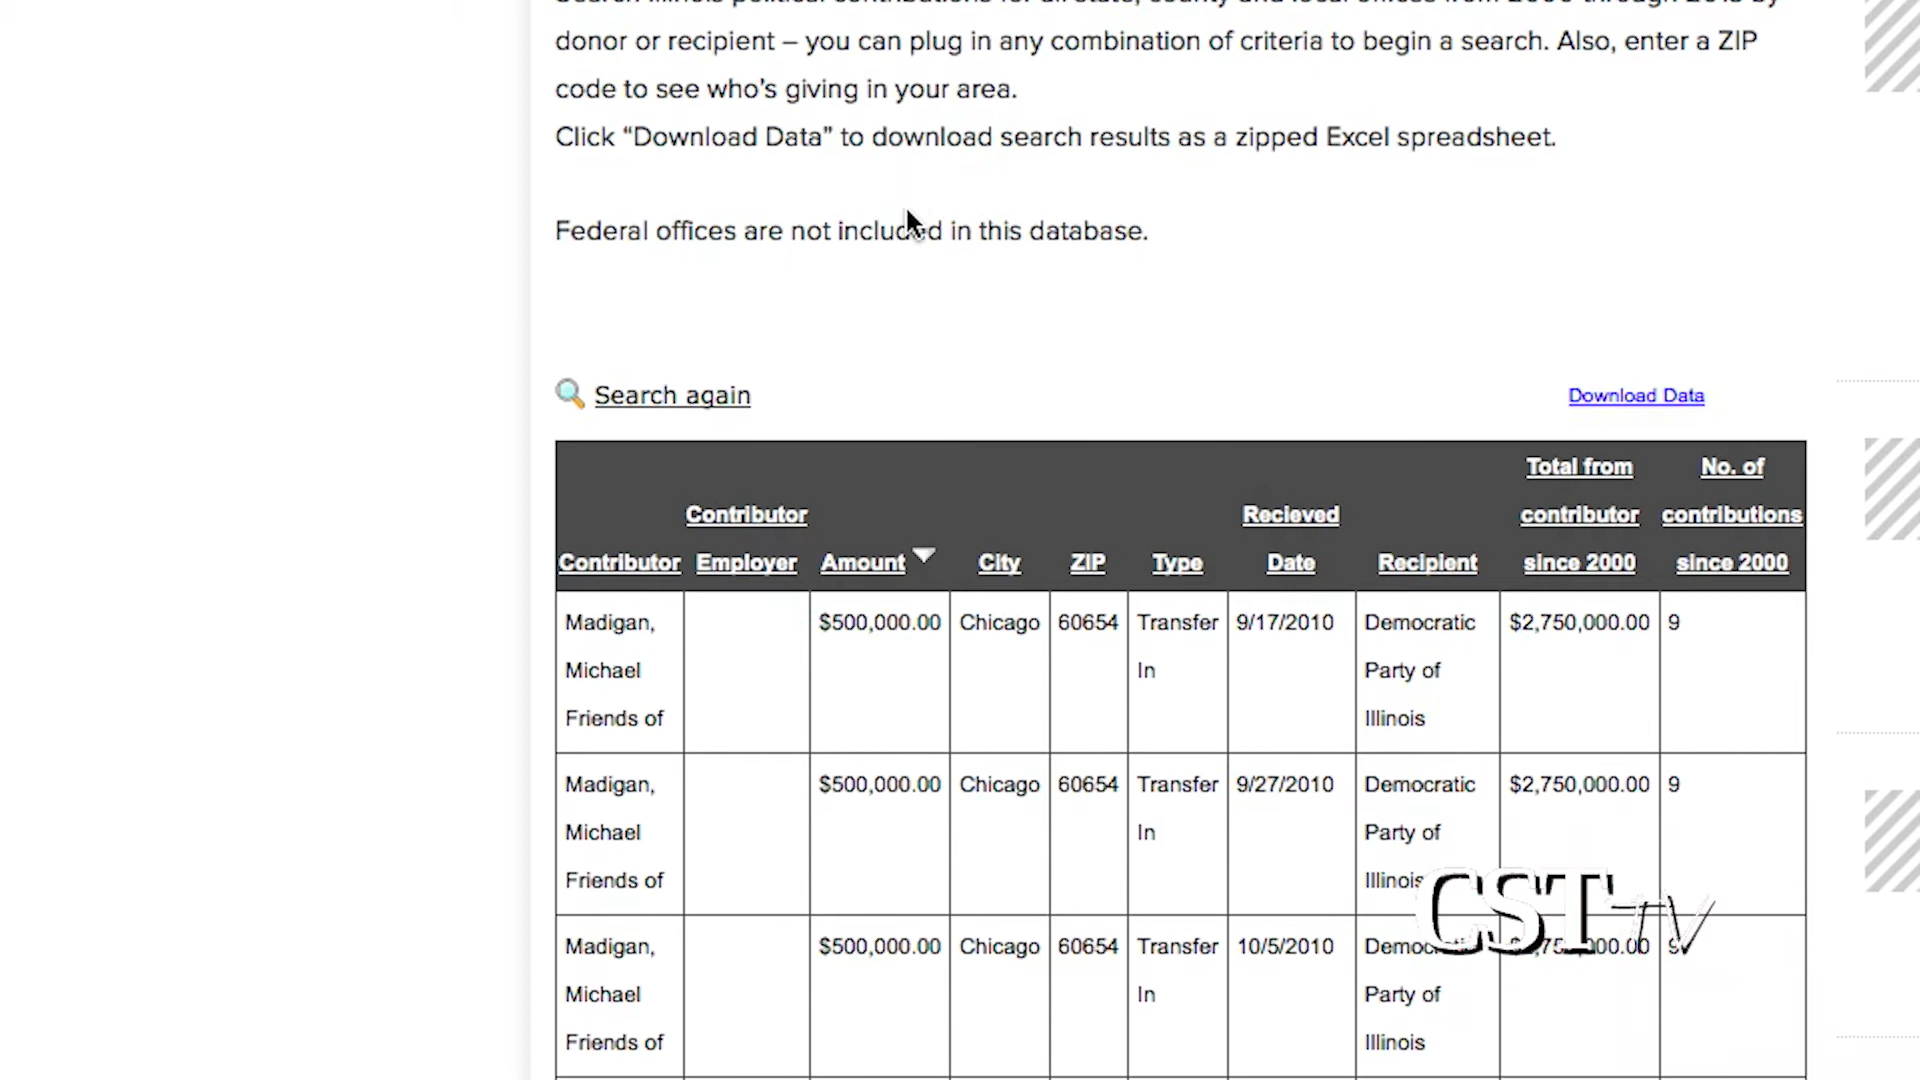 donor or recipient – you can plug in any combination of criteria to begin a search. Also, enter a ZIP
code to see who's giving in your area.
Click “Download Data” to download search results as a zipped Excel spreadsheet.
Federal offices are not included in this database.
Search again
Download Data
Contributor
Contributor Employer
Amount
City
ZIP
Type
Recieved Date
Recipient
Total from contributor since 2000
No. of contributions since 2000
Madigan, Michael Friends of $500,000.00 Chicago 60654 Transfer In 9/17/2010 Democratic Party of Illinois $2,750,000.00 9
Madigan, Michael Friends of $500,000.00 Chicago 60654 Transfer In 9/27/2010 Democratic Party of Illinois $2,750,000.00 9
Madigan, Michael Friends of $500,000.00 Chicago 60654 Transfer In 10/5/2010 Party of Illinois
CST TV